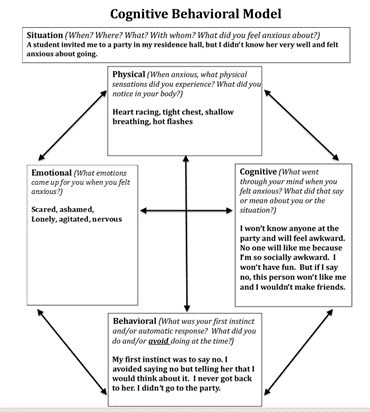 Cognitive Behavioral Model
Situation (When? Where? What? With whom? What did you feel anxious about?)
A student invited me to a party in my residence hall, but I didn't know her very well and felt
anxious about going.
Physical (When anxious, what physical
sensations did you experience? What did you
notice in your body?)
Heart racing, tight chest, shallow
breathing, hot flashes
Emotional (What emotions
came up for you when you felt
anxious?)
Scared, ashamed,
Lonely, agitated, nervous
Cognitive (What went
through your mind when you
felt anxious? What did that say
or mean about you or the
situation?)
I won't know anyone at the
party and will feel awkward.
No one will like me because
I'm so socially awkward. I
won't have fun. But if I say
no, this person won't like me
and I wouldn't make friends.
Behavioral (What was your first instinct
and/or automatic response? What did you
do and/or avoid doing at the time?)
My first instinct was to say no. I
avoided saying no but telling her that I
would think about it. I never got back
to her. I didn't go to the party.